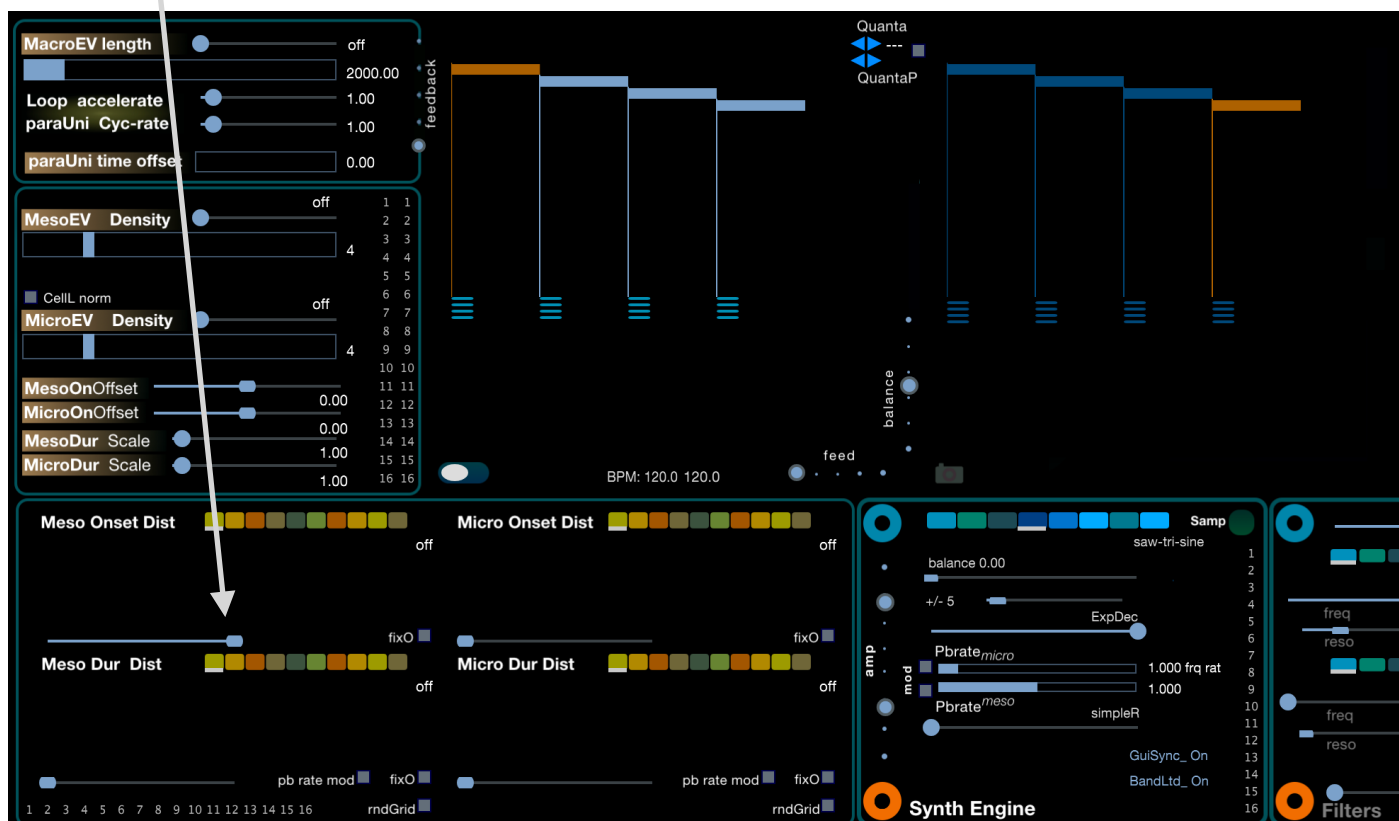 MacroEV length
off
2000.00
Loop accelerate
1.00
paraUni Cyc-rate
1.00
paraUni time offset
0.00
feedback
MesoEV Density
off
4
CellL norm
MicroEV Density
off
4
MesoOnOffset
0.00
MicroOnOffset
0.00
MesoDur Scale
1.00
MicroDur Scale
1.00
1 1
2 2
3 3
4 4
5 5
6 6
7 7
8 8
9 9
10 10
11 11
12 12
13 13
14 14
15 15
16 16
Quanta
---
QuantaP
balance
feed
BPM: 120.0 120.0
Meso Onset Dist
off
fixO
Micro Onset Dist
off
fixO
Meso Dur Dist
off
pb rate mod
fixO
1 2 3 4 5 6 7 8 9 10 11 12 13 14 15 16
rndGrid
Micro Dur Dist
off
pb rate mod
fixO
rndGrid
Samp
saw-tri-sine
balance 0.00
+/- 5
ExpDec
amp
mod
Pbrate micro
1.000 frq rat
1.000
Pbrate meso
simpleR
GuiSync_ On
BandLtd_ On
Synth Engine
1
2
3
4
5
6
7
8
9
10
11
12
13
14
15
16
freq
reso
freq
reso
Filters